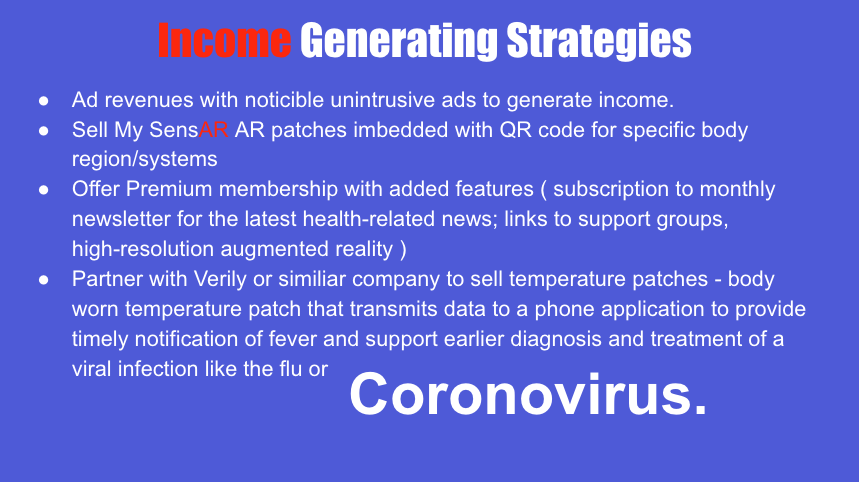 Income Generating Strategies
● Ad revenues with noticible unintrusive ads to generate income.
● Sell My SensAR AR patches imbedded with QR code for specific body
region/systems
● Offer Premium membership with added features ( subscription to monthly
newsletter for the latest health-related news; links to support groups,
high-resolution augmented reality )
● Partner with Verily or similiar company to sell temperature patches - body
worn temperature patch that transmits data to a phone application to provide
timely notification of fever and support earlier diagnosis and treatment of a
viral infection like the flu or
Coronovirus.